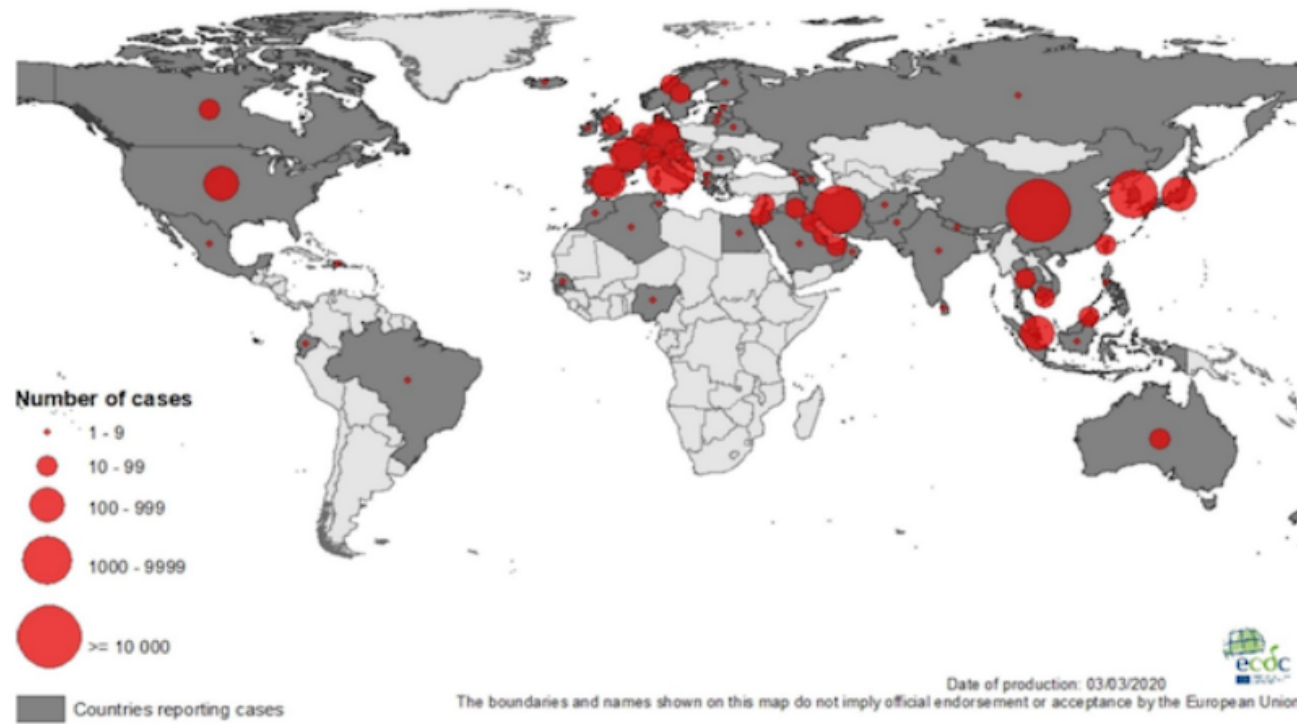 Number of cases
1 - 9
10 - 99
100 - 999
1000 - 9999
>= 10 000
Countries reporting cases
ecdc
Date of production: 03/03/2020
The boundaries and names shown on this map do not imply official endorsement or acceptance by the European Union